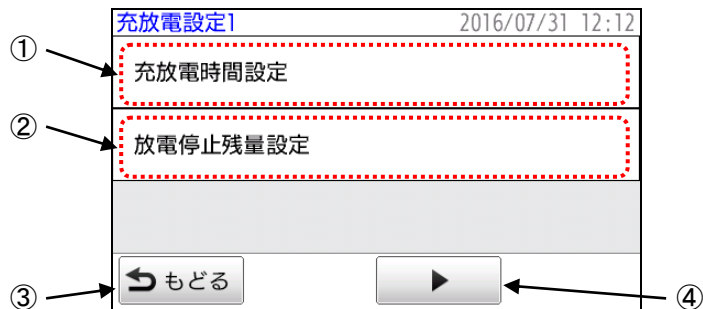 充放電設定1 2016/07/31 12:12
① 充放電時間設定
② 放電停止残量設定
③ もどる ④